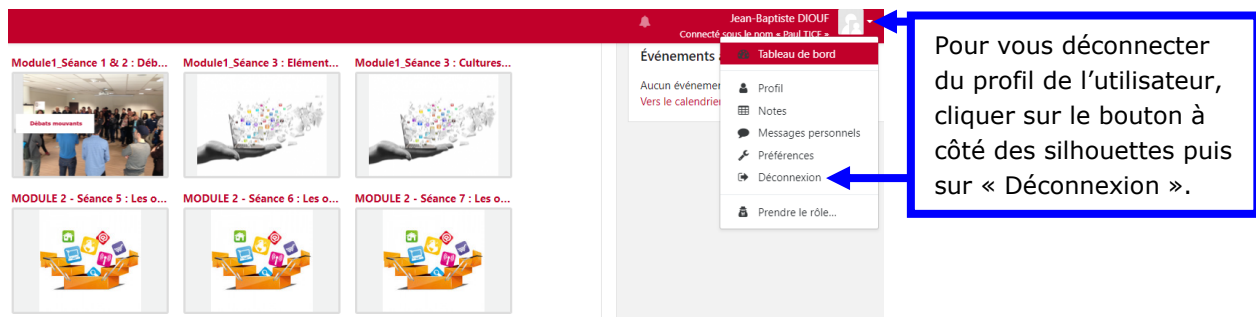 Jean-Baptiste DIOUF
Connecté sous le nom « Paul TICE »
Module1_Séance 1 & 2 : Déb...
Module1_Séance 3 : Elément...
Module1_Séance 3 : Cultures...
Débats mouvants
MODULE 2 - Séance 5 : Les o...
MODULE 2 - Séance 6 : Les o...
MODULE 2 - Séance 7 : Les o...
Événements
Aucun événemen
Vers le calendrier
Tableau de bord
Profil
Notes
Messages personnels
Préférences
Déconnexion
Prendre le rôle...
Pour vous déconnecter
du profil de l’utilisateur,
cliquer sur le bouton à
côté des silhouettes puis
sur « Déconnexion ».